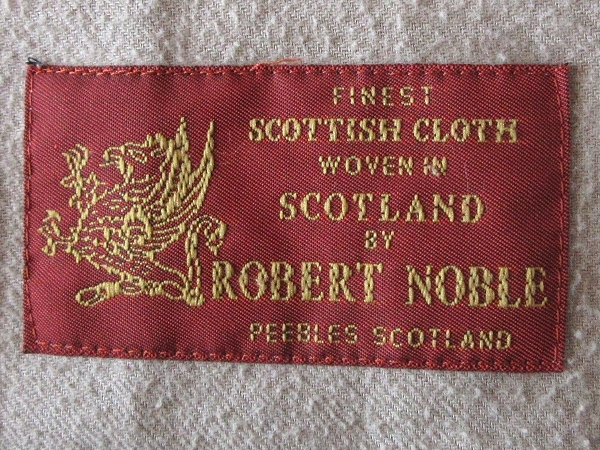 FINEST
SCOTTISH CLOTH
WOVEN IN
SCOTLAND
BY
ROBERT NOBLE
PEEBLES SCOTLAND